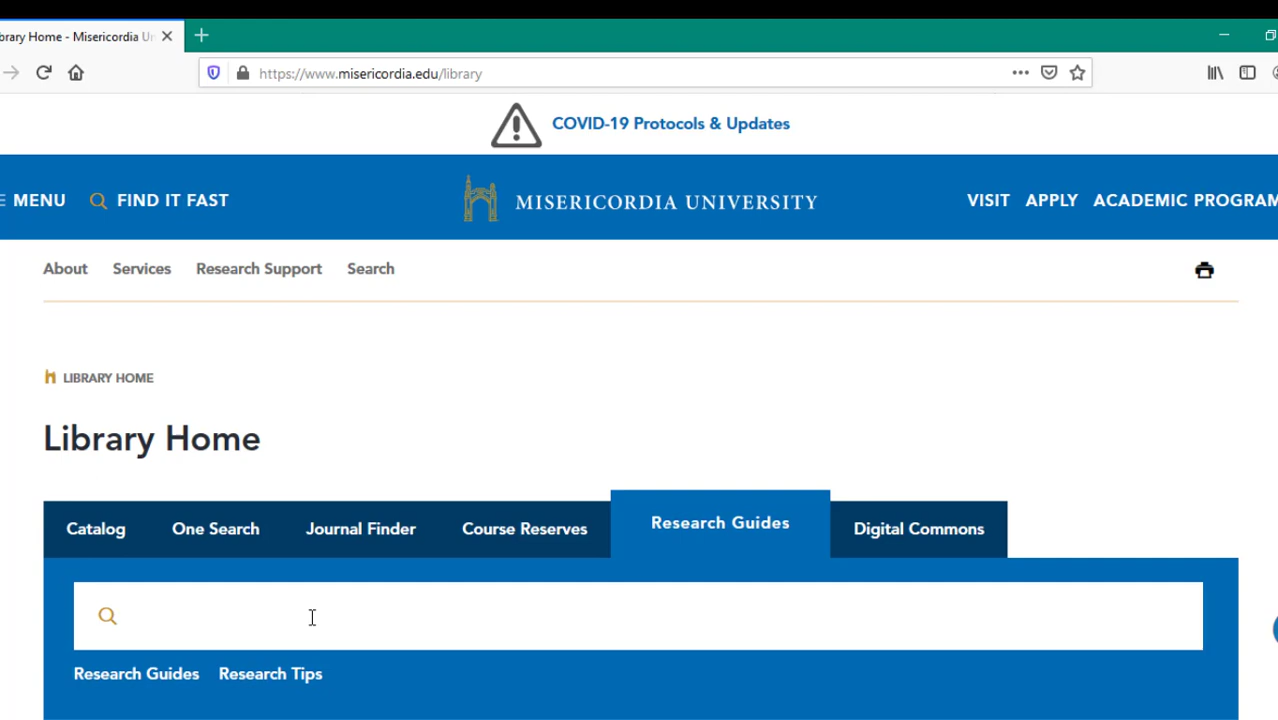 brary Home - Misericordia Un
https://www.misericordia.edu/library
COVID-19 Protocols & Updates
MENU FIND IT FAST MISERICORDIA UNIVERSITY VISIT APPLY ACADEMIC PROGRAM
About Services Research Support Search
LIBRARY HOME
Library Home
Catalog One Search Journal Finder Course Reserves Research Guides Digital Commons
Research Guides Research Tips